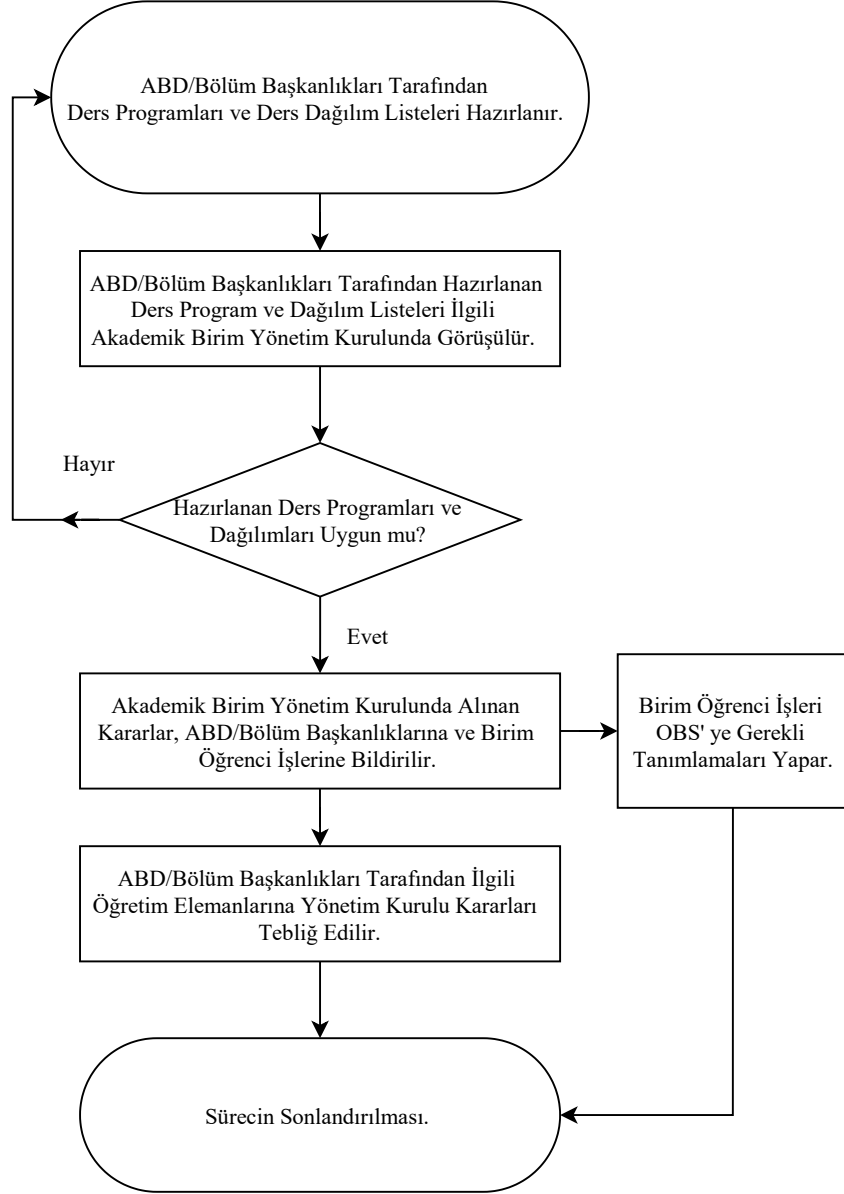 ABD/Bölüm Başkanlıkları Tarafından
Ders Programları ve Ders Dağılım Listeleri Hazırlanır.
ABD/Bölüm Başkanlıkları Tarafından Hazırlanan
Ders Program ve Dağılım Listeleri İlgili
Akademik Birim Yönetim Kurulunda Görüşülür.
Hayır
Hazırlanan Ders Programları ve
Dağılımları Uygun mu?
Evet
Akademik Birim Yönetim Kurulunda Alınan
Kararlar, ABD/Bölüm Başkanlıklarına ve Birim
Öğrenci İşlerine Bildirilir.
Birim Öğrenci İşleri
OBS' ye Gerekli
Tanımlamaları Yapar.
ABD/Bölüm Başkanlıkları Tarafından İlgili
Öğretim Elemanlarına Yönetim Kurulu Kararları
Tebliğ Edilir.
Sürecin Sonlandırılması.